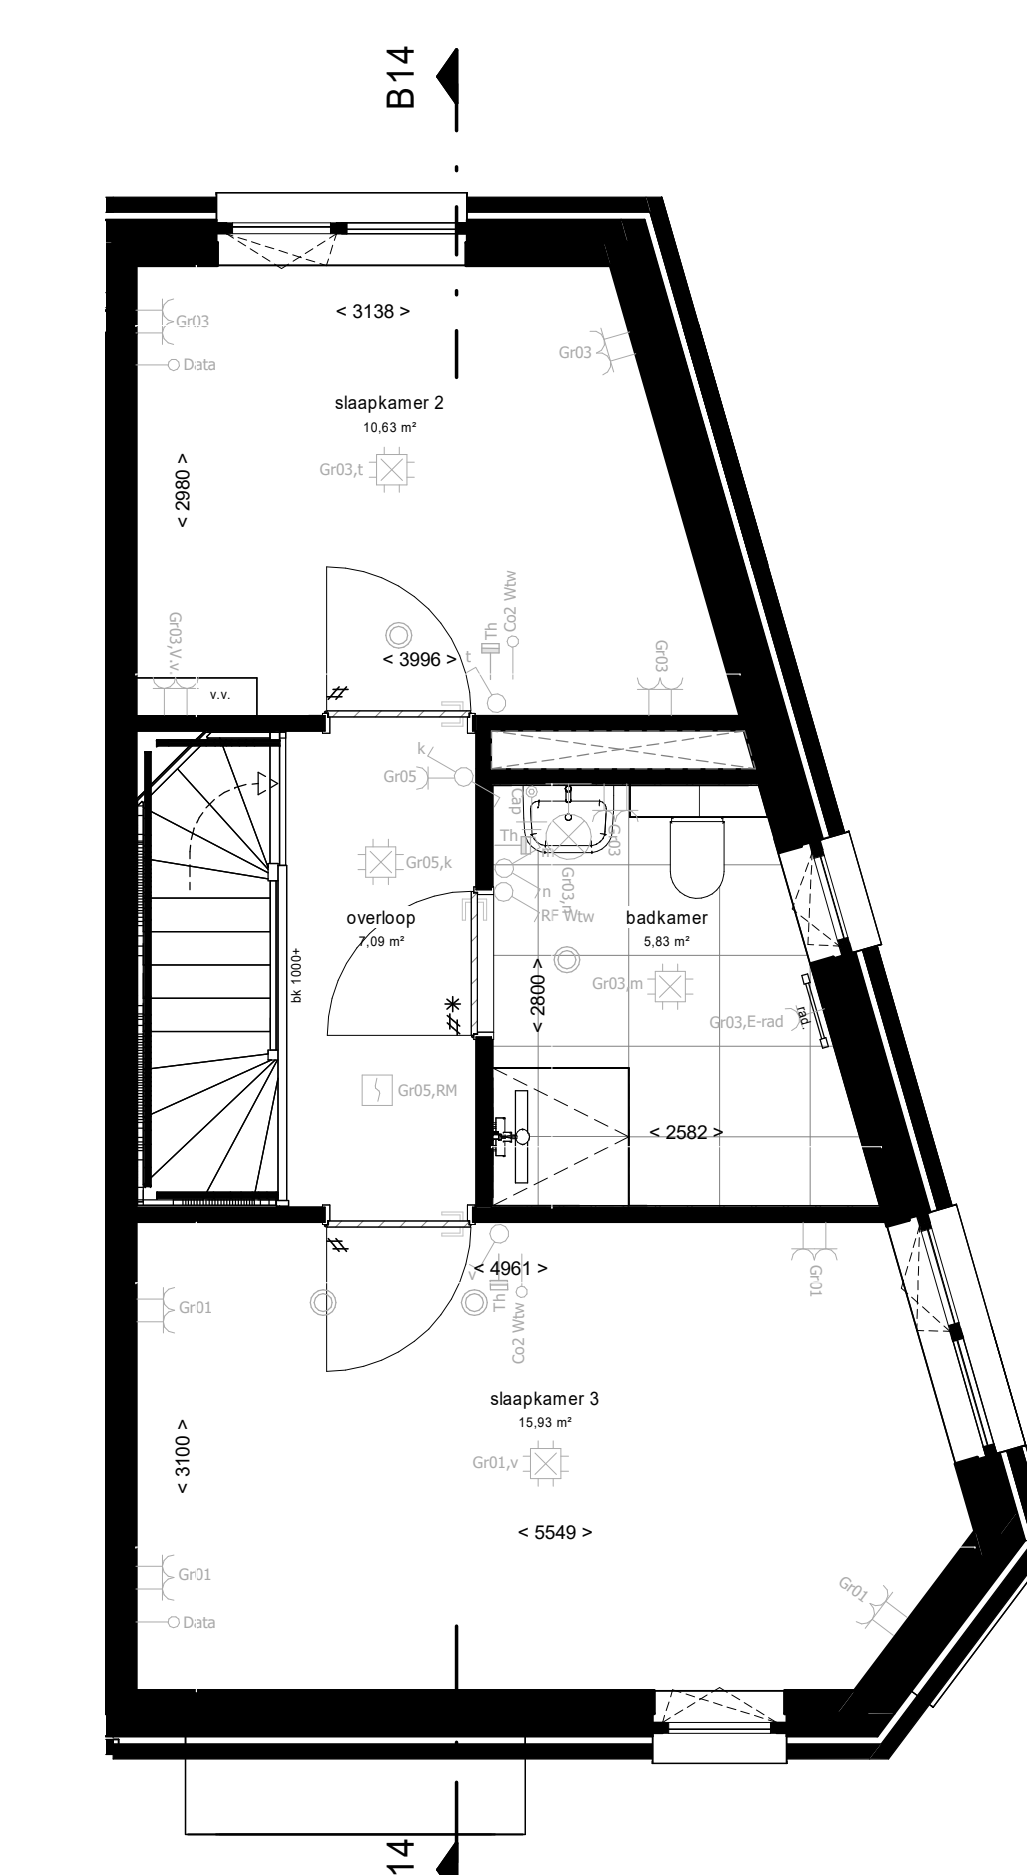 B14
< 3138 >
Gr03
Gr03
Data
slaapkamer 2
10,63 m²
Gr03,t
< 2980 >
Co2 Wtw
Th
Gr03,V.v.
< 3996 >
t
Gr03
v.v.
k
Gr05
Cap
Th
Gr03
Gr05,k
n
RF Wtw
overloop
7,09 m²
badkamer
5,83 m²
bk 1000+
< 2800 >
Gr03,m
Gr03,E-rad
rad.
Gr05,RM
< 2582 >
< 4961 >
v
Th
Co2 Wtw
Gr01
Gr01
slaapkamer 3
15,93 m²
Gr01,v
< 3100 >
< 5549 >
Gr01
Gr01
Data
14